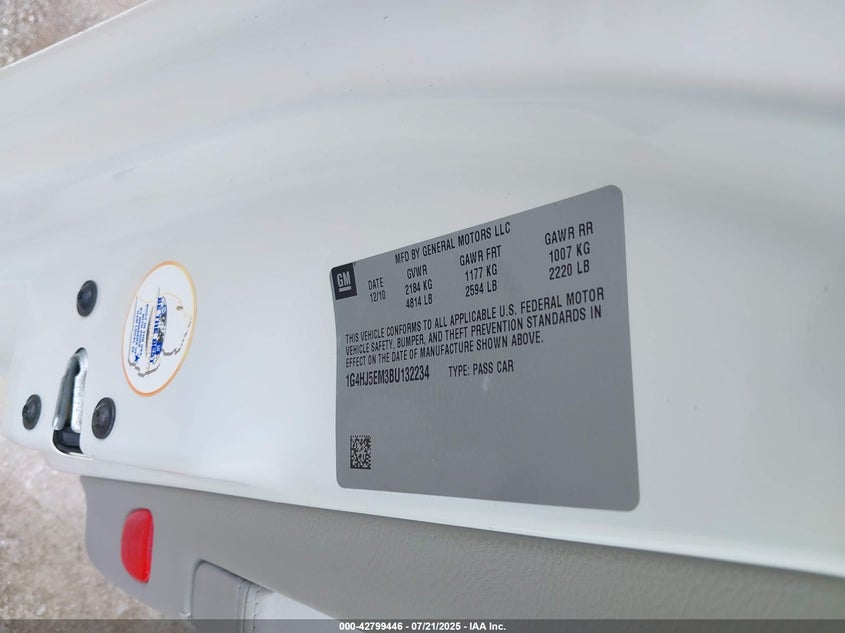 GM
MFD BY GENERAL MOTORS LLC
DATE GVWR GAWR FRT GAWR RR
12/10 2184 KG 1177 KG 1007 KG
4814 LB 2594 LB 2220 LB
THIS VEHICLE CONFORMS TO ALL APPLICABLE U.S. FEDERAL MOTOR
VEHICLE SAFETY, BUMPER, AND THEFT PREVENTION STANDARDS IN
EFFECT ON THE DATE OF MANUFACTURE SHOWN ABOVE.
1G4HJ5EM3BU132234 TYPE: PASS CAR
000-42799446 - 07/21/2025 - IAA Inc.